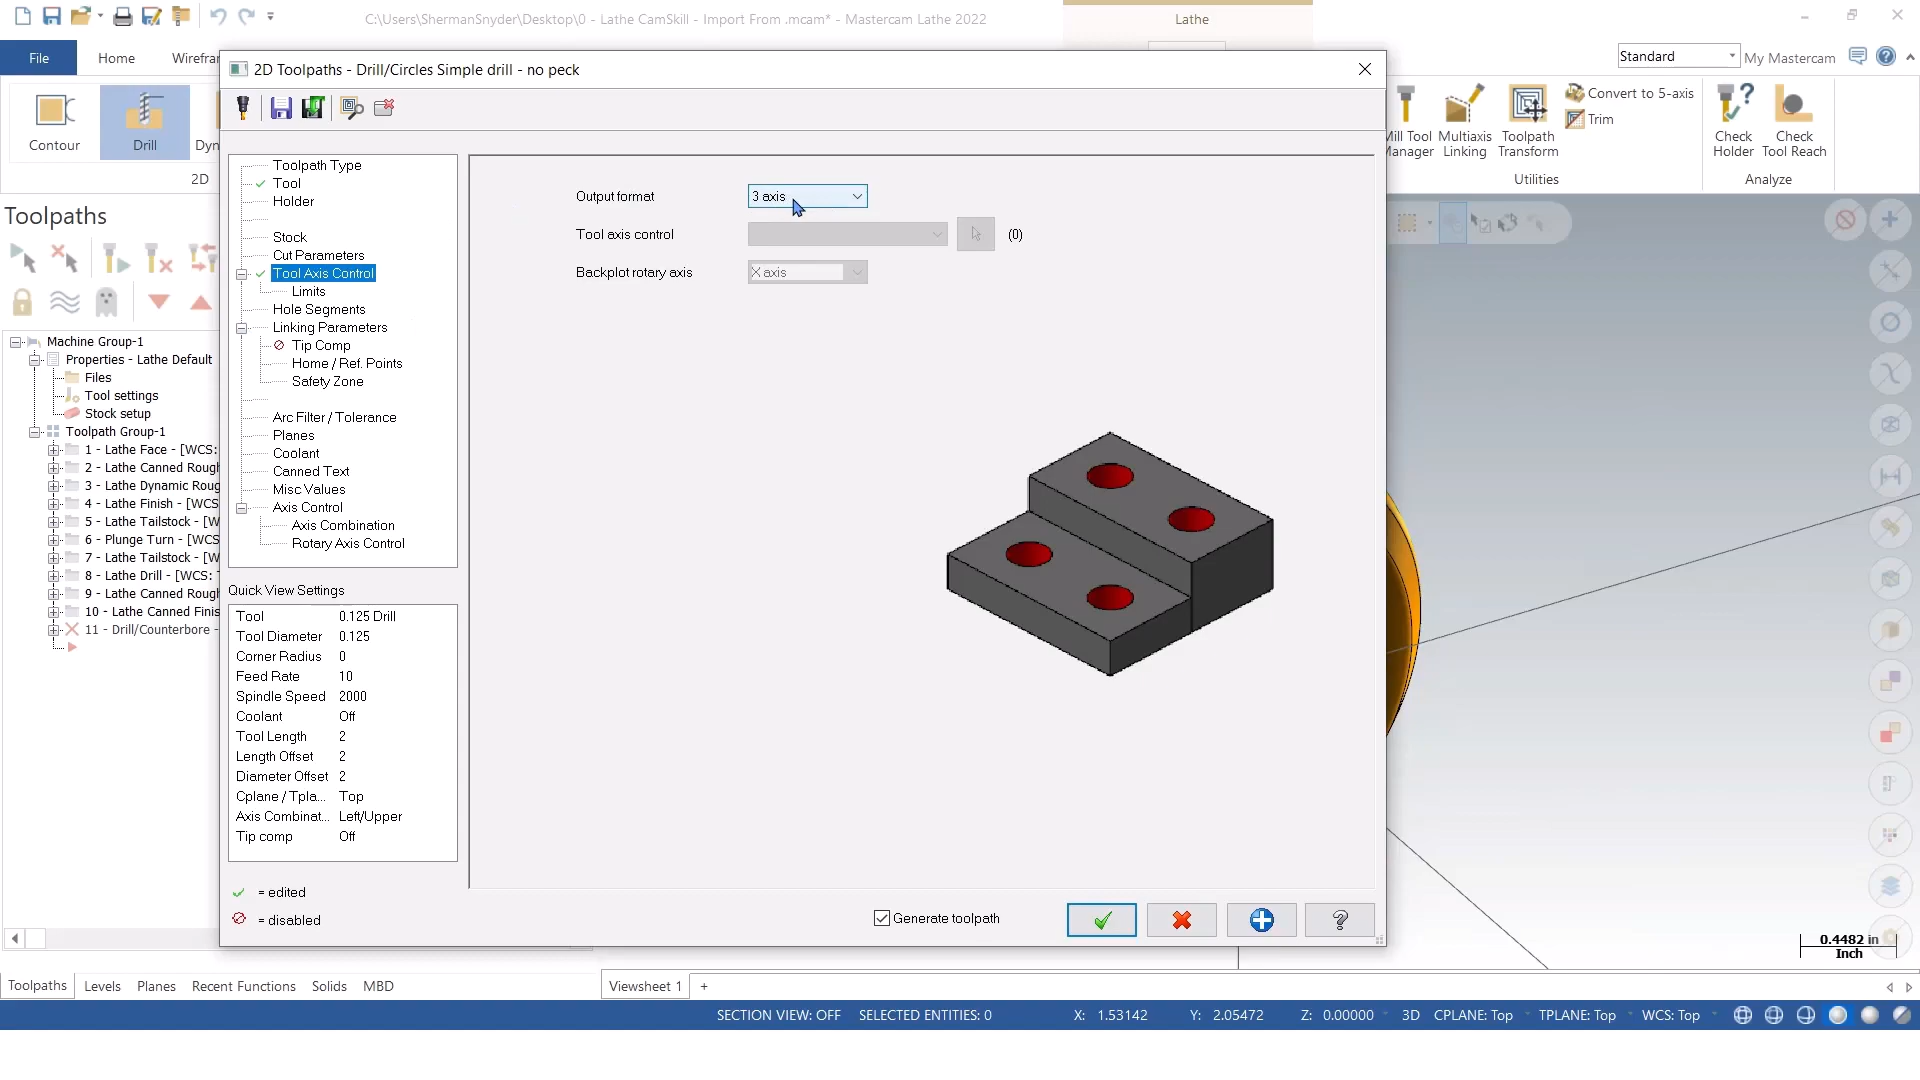 C:\Users\ShermanSnyder\Desktop\0 - Lathe CamSkill - Import From .mcam* - Mastercam Lathe 2022
Lathe
File
Home
Wirefra
Standard
My Mastercam
2D Toolpaths - Drill/Circles Simple drill - no peck
Contour
Drill
Dyn
2D
Mill Tool
Manager
Multiaxis
Linking
Toolpath
Transform
Convert to 5-axis
Trim
Utilities
Check
Holder
Check
Tool Reach
Analyze
Toolpaths
Machine Group-1
Properties - Lathe Default
Files
Tool settings
Stock setup
Toolpath Group-1
1 - Lathe Face - [WCS:
2 - Lathe Canned Rough
3 - Lathe Dynamic Roug
4 - Lathe Finish - [WCS
5 - Lathe Tailstock - [W
6 - Plunge Turn - [WCS
7 - Lathe Tailstock - [W
8 - Lathe Drill - [WCS: T
9 - Lathe Canned Rough
10 - Lathe Canned Finis
11 - Drill/Counterbore -
Toolpath Type
Tool
Holder
Stock
Cut Parameters
Tool Axis Control
Limits
Hole Segments
Linking Parameters
Tip Comp
Home / Ref. Points
Safety Zone
Arc Filter / Tolerance
Planes
Coolant
Canned Text
Misc Values
Axis Control
Axis Combination
Rotary Axis Control
Quick View Settings
Tool 0.125 Drill
Tool Diameter 0.125
Corner Radius 0
Feed Rate 10
Spindle Speed 2000
Coolant Off
Tool Length 2
Length Offset 2
Diameter Offset 2
Cplane / Tpla... Top
Axis Combinat... Left/Upper
Tip comp Off
= edited
= disabled
Output format 3 axis
Tool axis control (0)
Backplot rotary axis X axis
Generate toolpath
0.4482 in
Inch
Toolpaths Levels Planes Recent Functions Solids MBD
Viewsheet 1 +
SECTION VIEW: OFF SELECTED ENTITIES: 0 X: 1.53142 Y: 2.05472 Z: 0.00000 3D CPLANE: Top TPLANE: Top WCS: Top